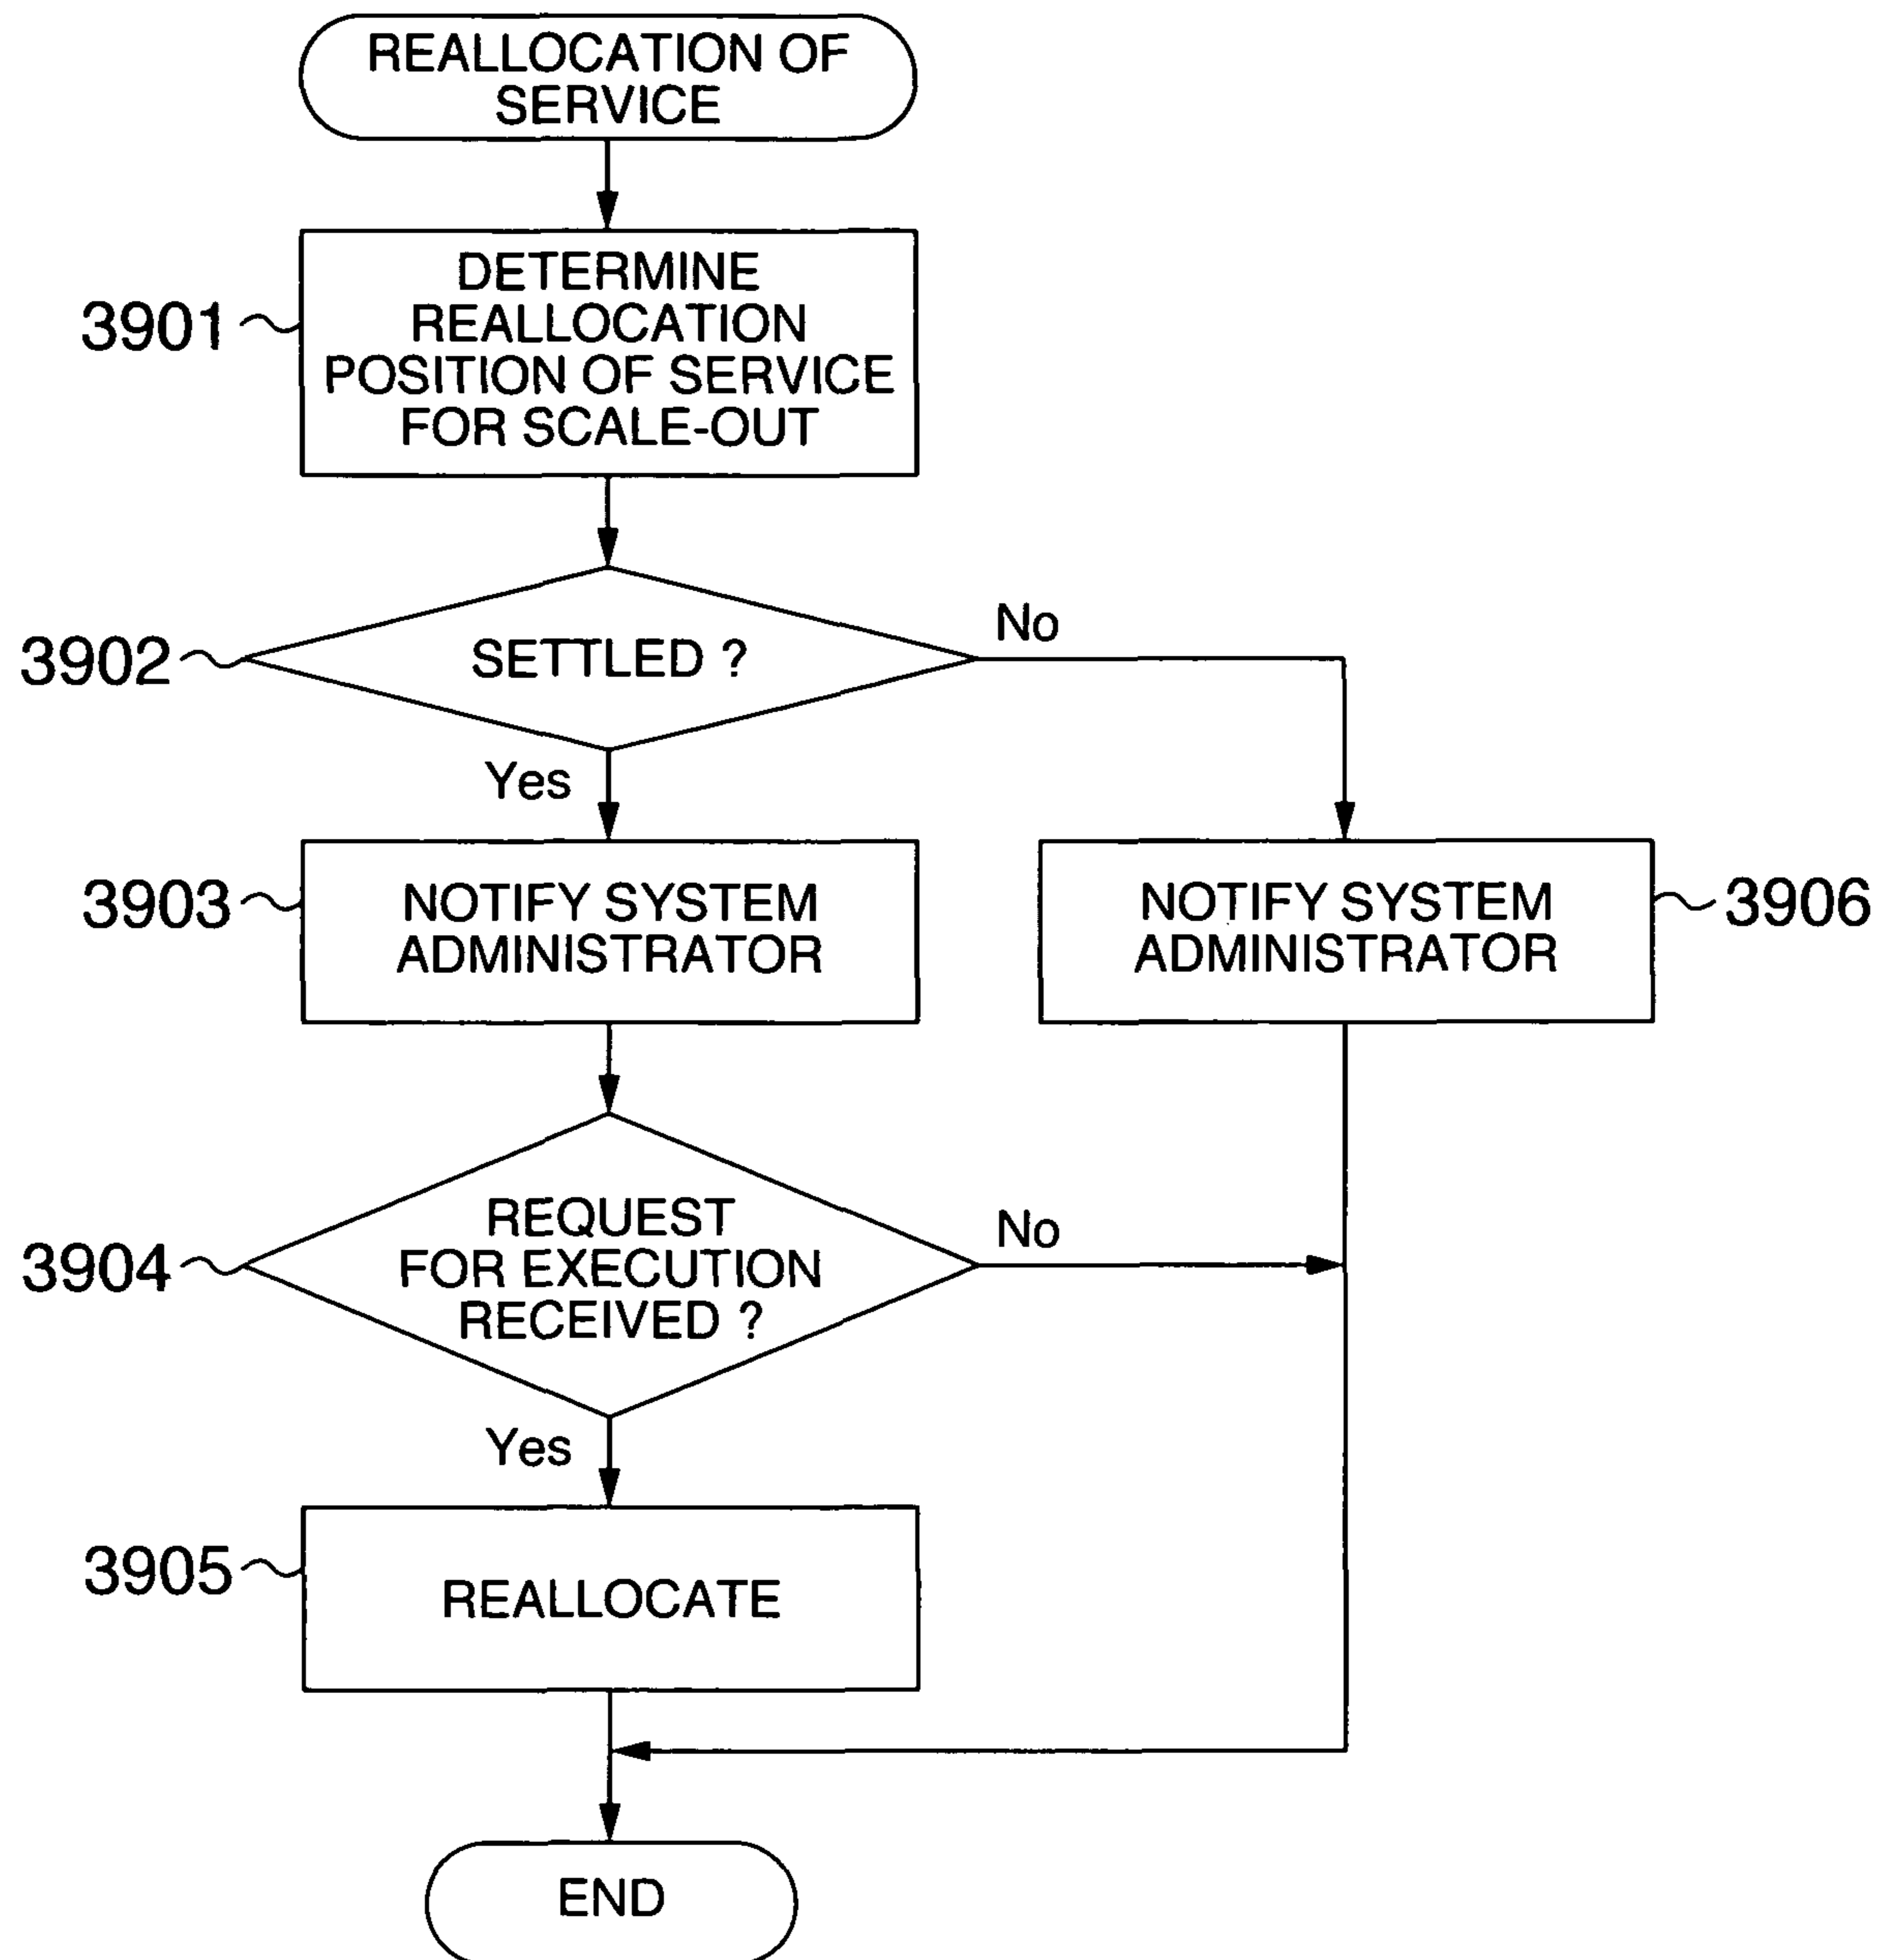 REALLOCATION OF
SERVICE
3901
DETERMINE
REALLOCATION
POSITION OF SERVICE
FOR SCALE-OUT
3902
SETTLED ?
No
Yes
3903
NOTIFY SYSTEM
ADMINISTRATOR
NOTIFY SYSTEM
ADMINISTRATOR
3906
3904
REQUEST
FOR EXECUTION
RECEIVED ?
No
Yes
3905
REALLOCATE
END